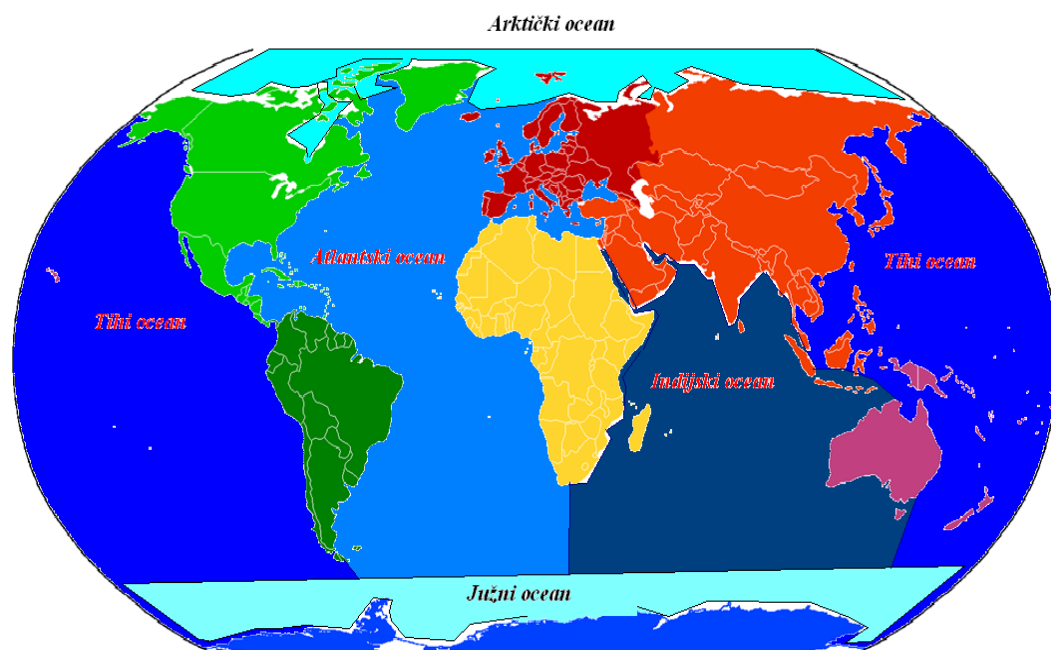 Arktički ocean
Atlantski ocean
Tihi ocean
Tihi ocean
Indijski ocean
Južni ocean